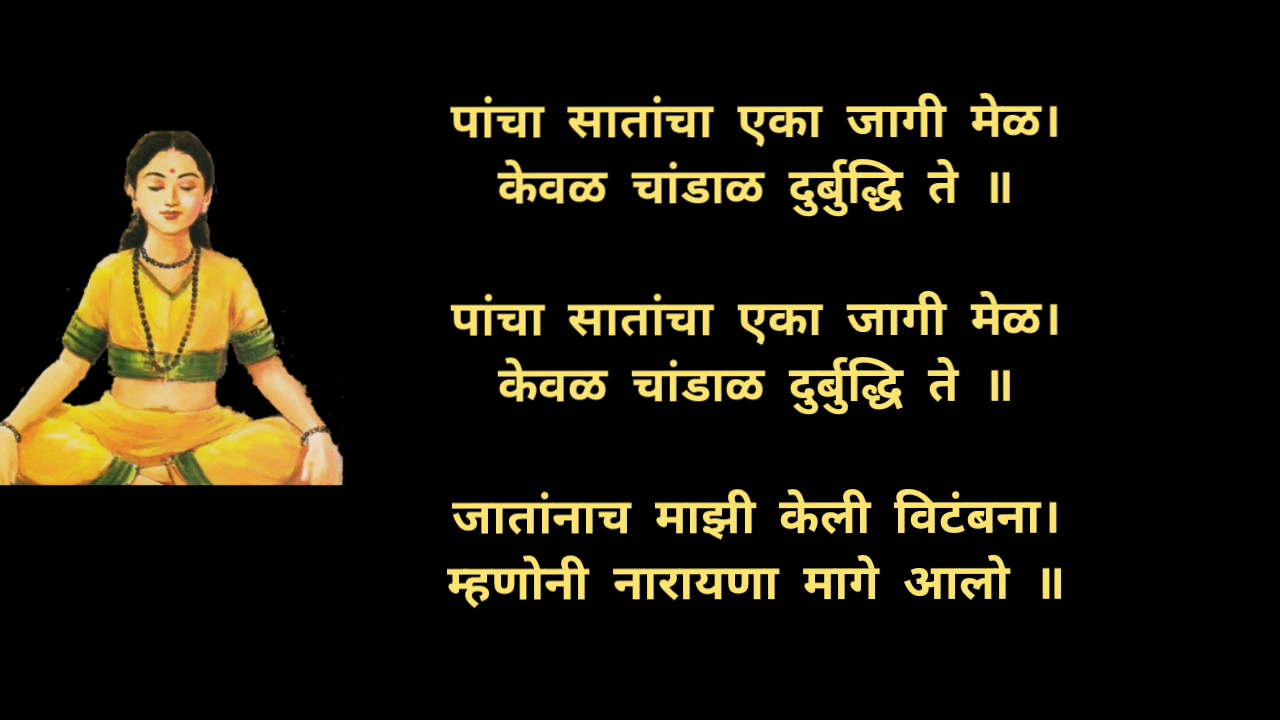 पांचा सातांचा एका जागी मेळ।
केवळ चांडाळ दुर्बुद्धि ते ॥
पांचा सातांचा एका जागी मेळ।
केवळ चांडाळ दुर्बुद्धि ते ॥
जातांनाच माझी केली विटंबना।
म्हणोनी नारायणा मागे आलो ॥